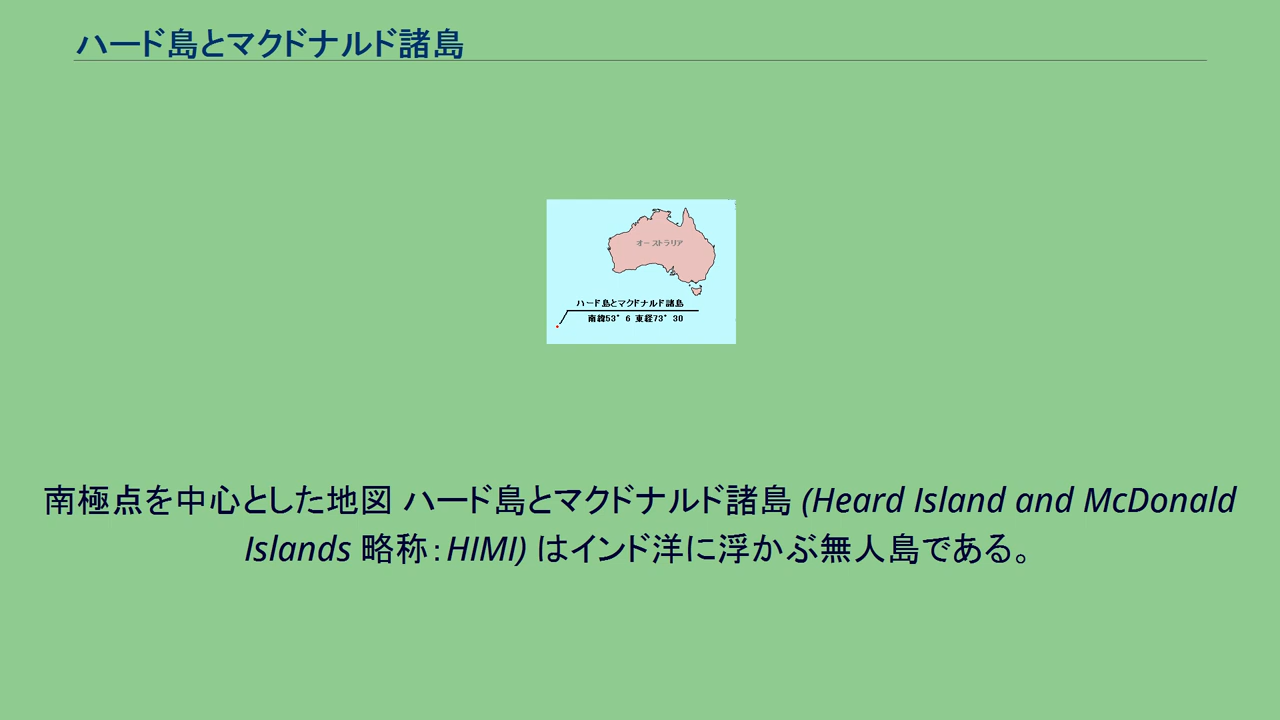 ハード島とマクドナルド諸島
オーストラリア
ハード島とマクドナルド諸島
南緯53°6 東経73°30
南極点を中心とした地図 ハード島とマクドナルド諸島 (Heard Island and McDonald
Islands 略称：HIMI) はインド洋に浮かぶ無人島である。